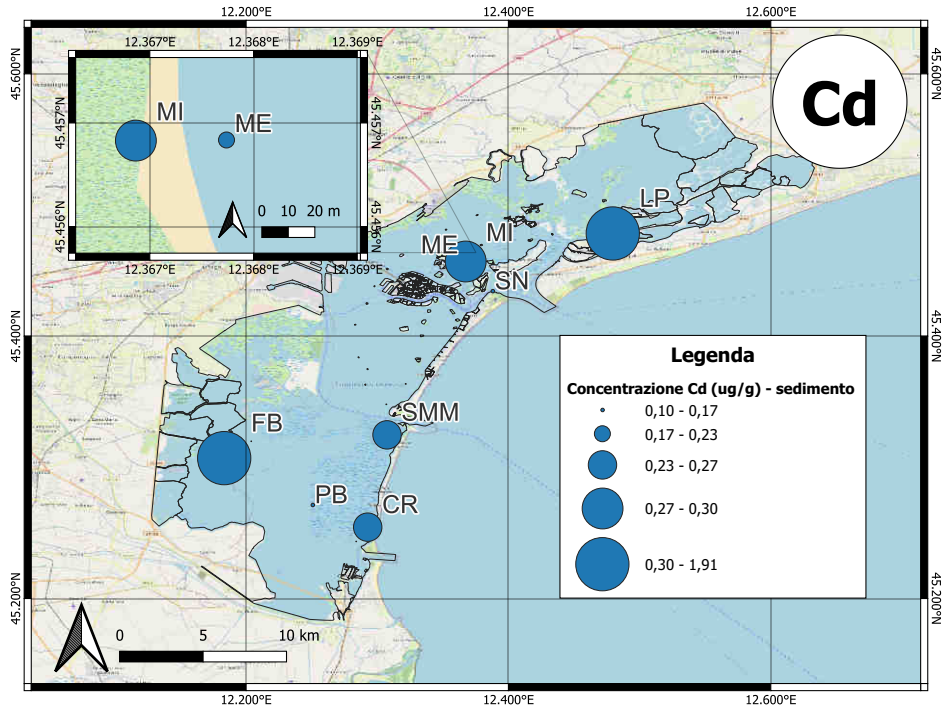 12.200°E 12.400°E 12.600°E
12.367°E 12.368°E 12.369°E
45.600°N
45.600°N
Cd
45.457°N
45.457°N
MI
ME
0 10 20 m
45.456°N
45.456°N
12.367°E 12.368°E 12.369°E
LP
MI
ME
SN
45.400°N
45.400°N
Legenda
Concentrazione Cd (ug/g) - sedimento
0,10 - 0,17
0,17 - 0,23
0,23 - 0,27
0,27 - 0,30
0,30 - 1,91
SMM
FB
PB
CR
45.200°N
45.200°N
0 5 10 km
12.200°E 12.400°E 12.600°E